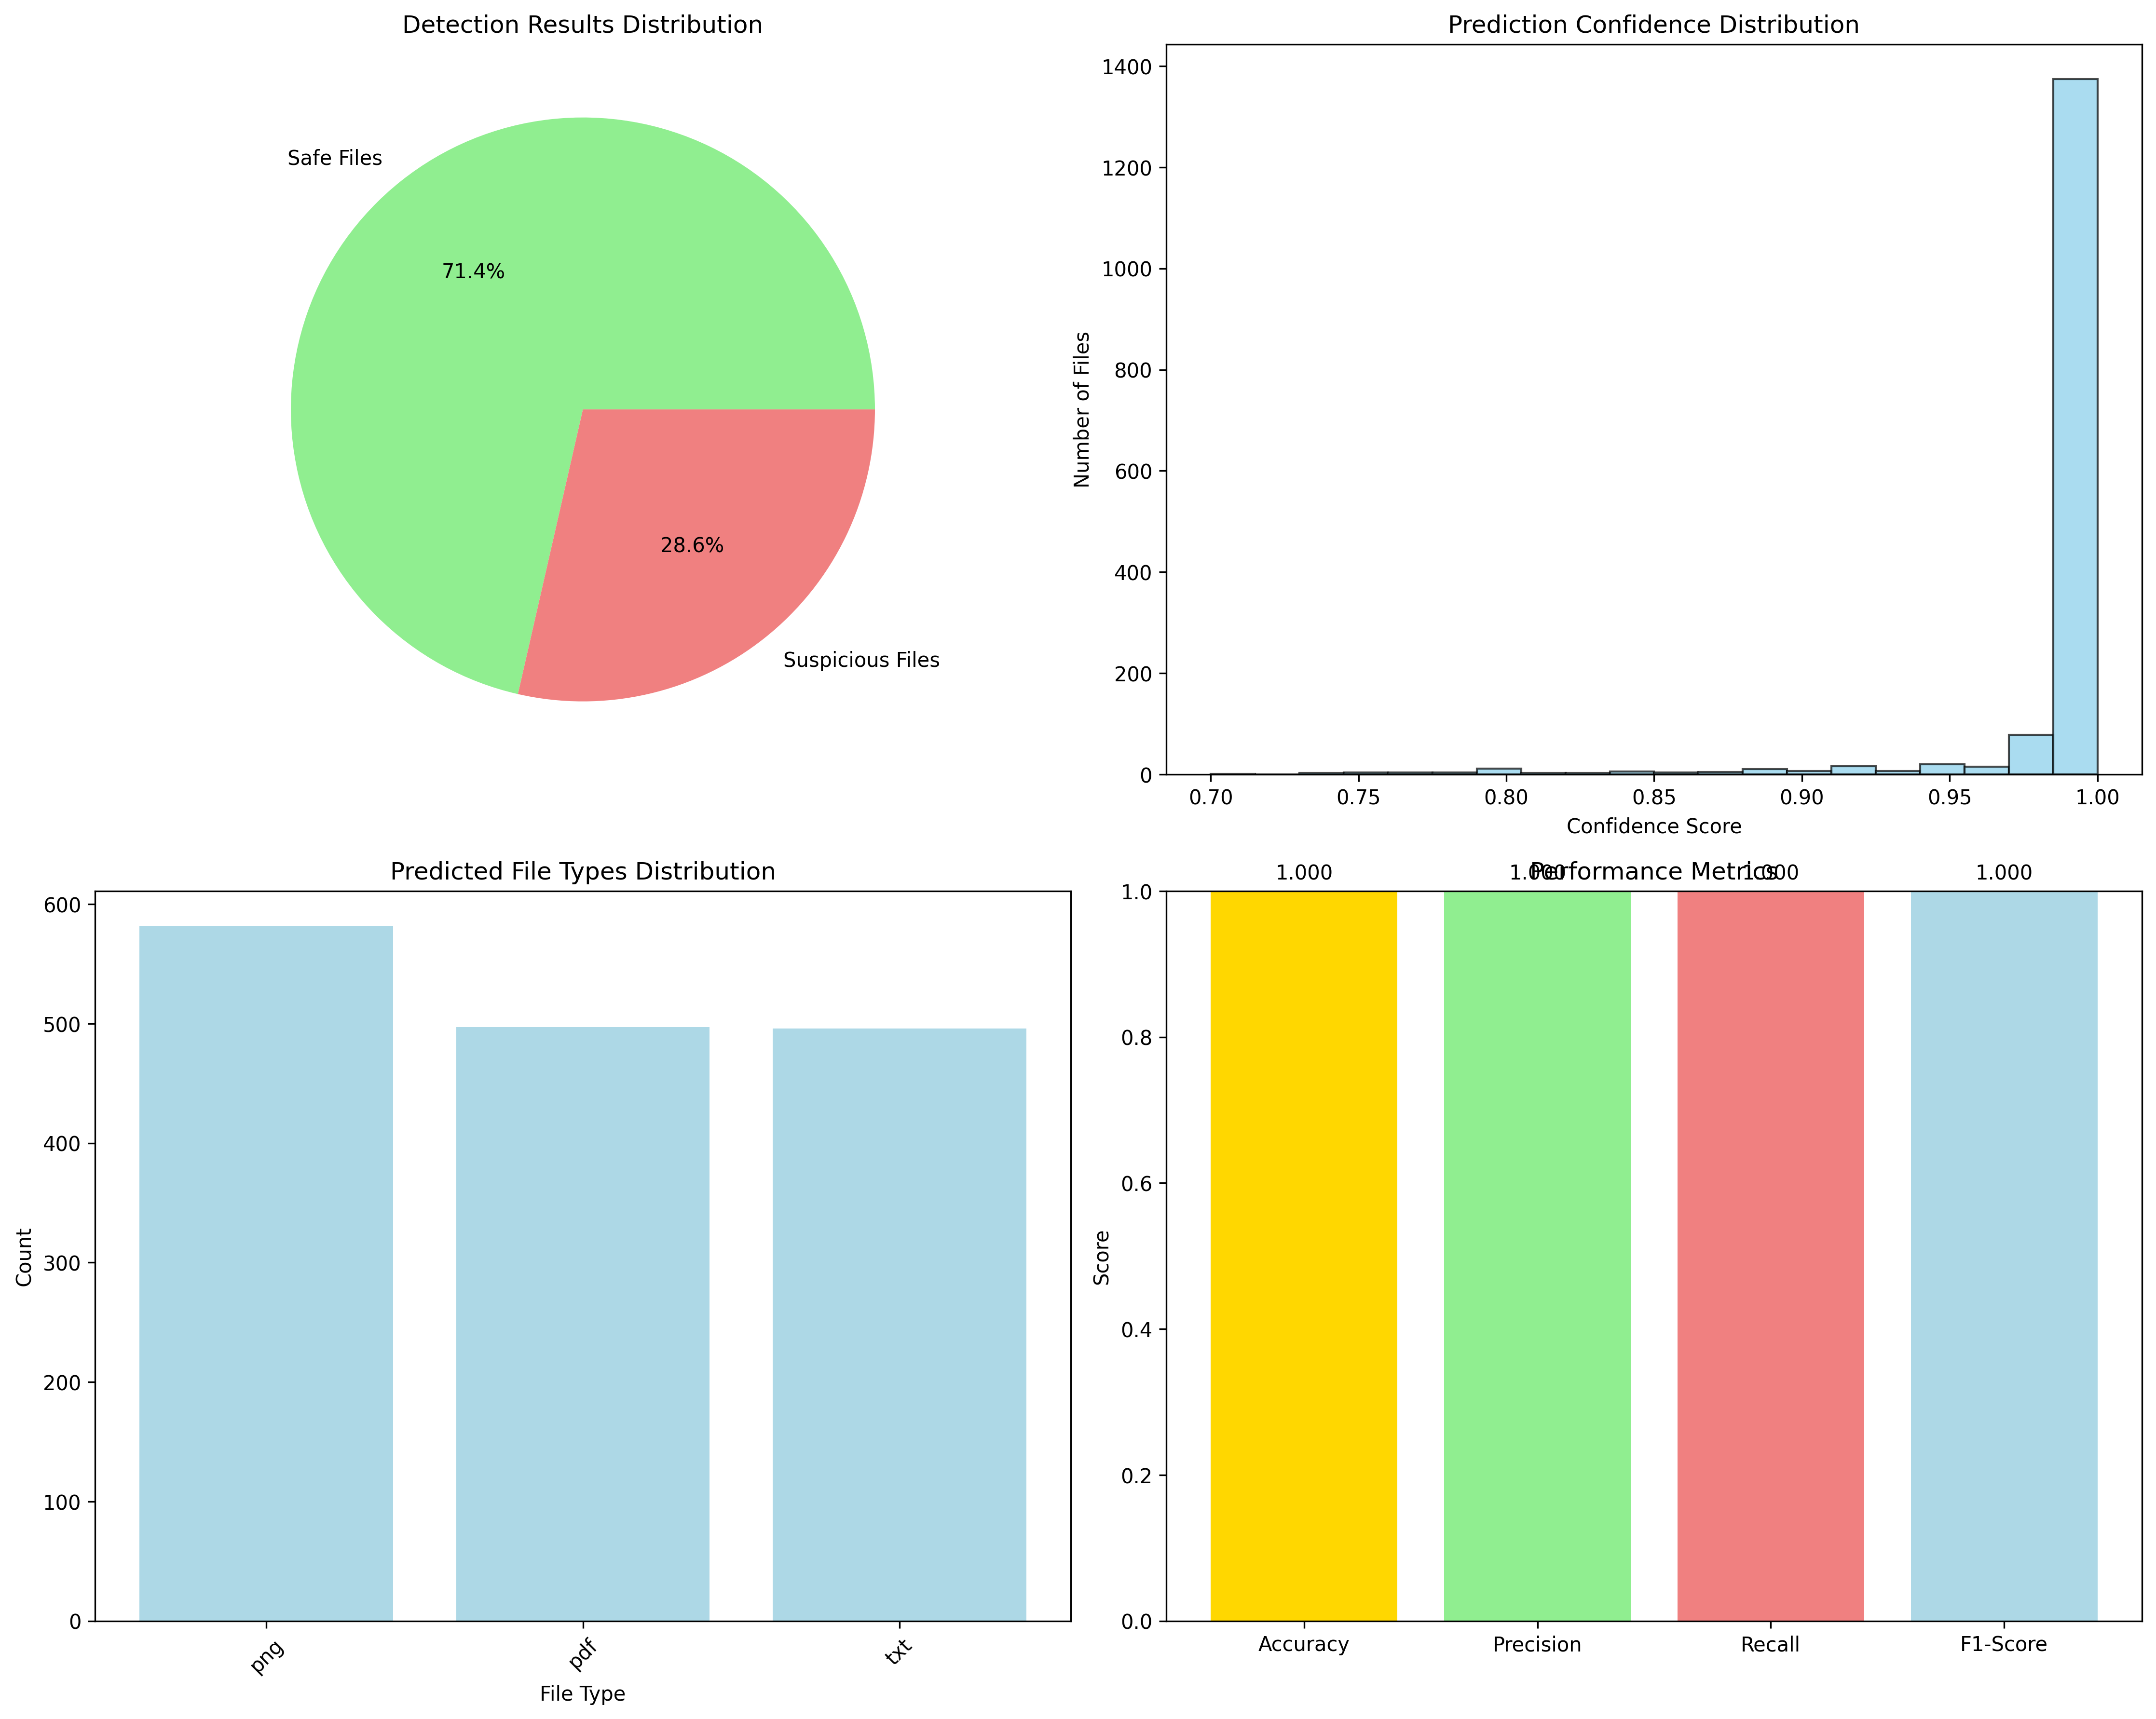 Detection Results Distribution
Safe Files
71.4%
28.6%
Suspicious Files
Prediction Confidence Distribution
1400
1200
1000
800
600
400
200
0
Number of Files
0.70 0.75 0.80 0.85 0.90 0.95 1.00
Confidence Score
Predicted File Types Distribution
600
500
400
300
200
100
0
Count
png pdf txt
File Type
Performance Metrics
1.000 1.000 1.000 1.000
1.0
0.8
0.6
0.4
0.2
0.0
Score
Accuracy Precision Recall F1-Score